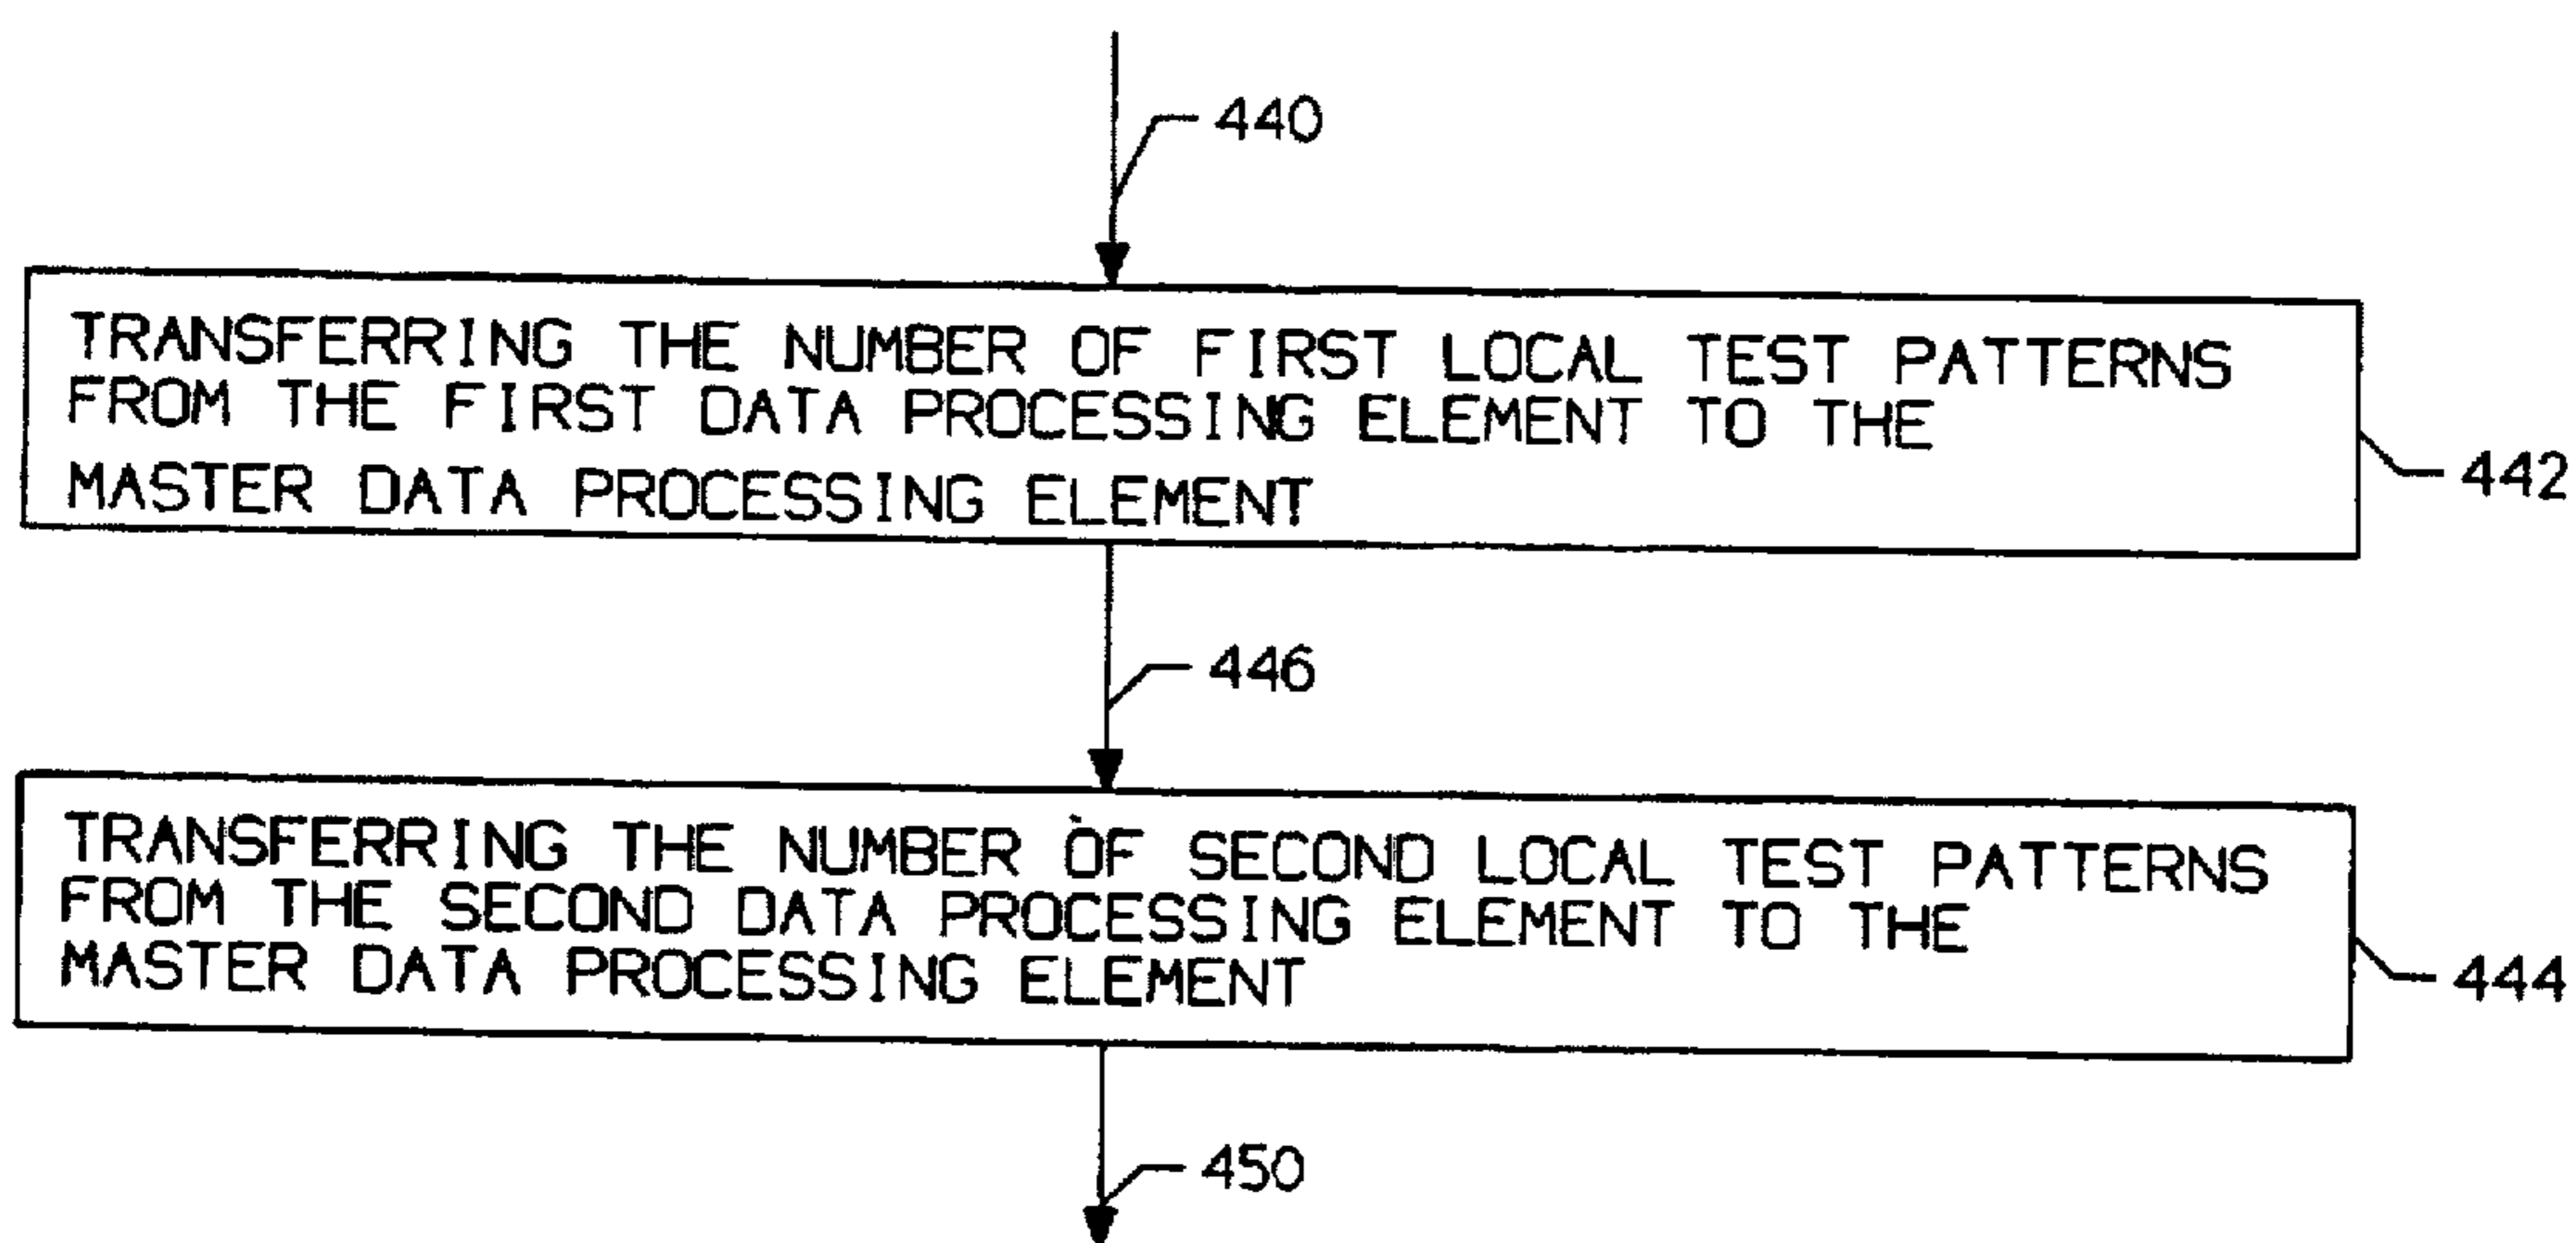 440
TRANSFERRING THE NUMBER OF FIRST LOCAL TEST PATTERNS
FROM THE FIRST DATA PROCESSING ELEMENT TO THE
MASTER DATA PROCESSING ELEMENT
442
446
TRANSFERRING THE NUMBER OF SECOND LOCAL TEST PATTERNS
FROM THE SECOND DATA PROCESSING ELEMENT TO THE
MASTER DATA PROCESSING ELEMENT
444
450